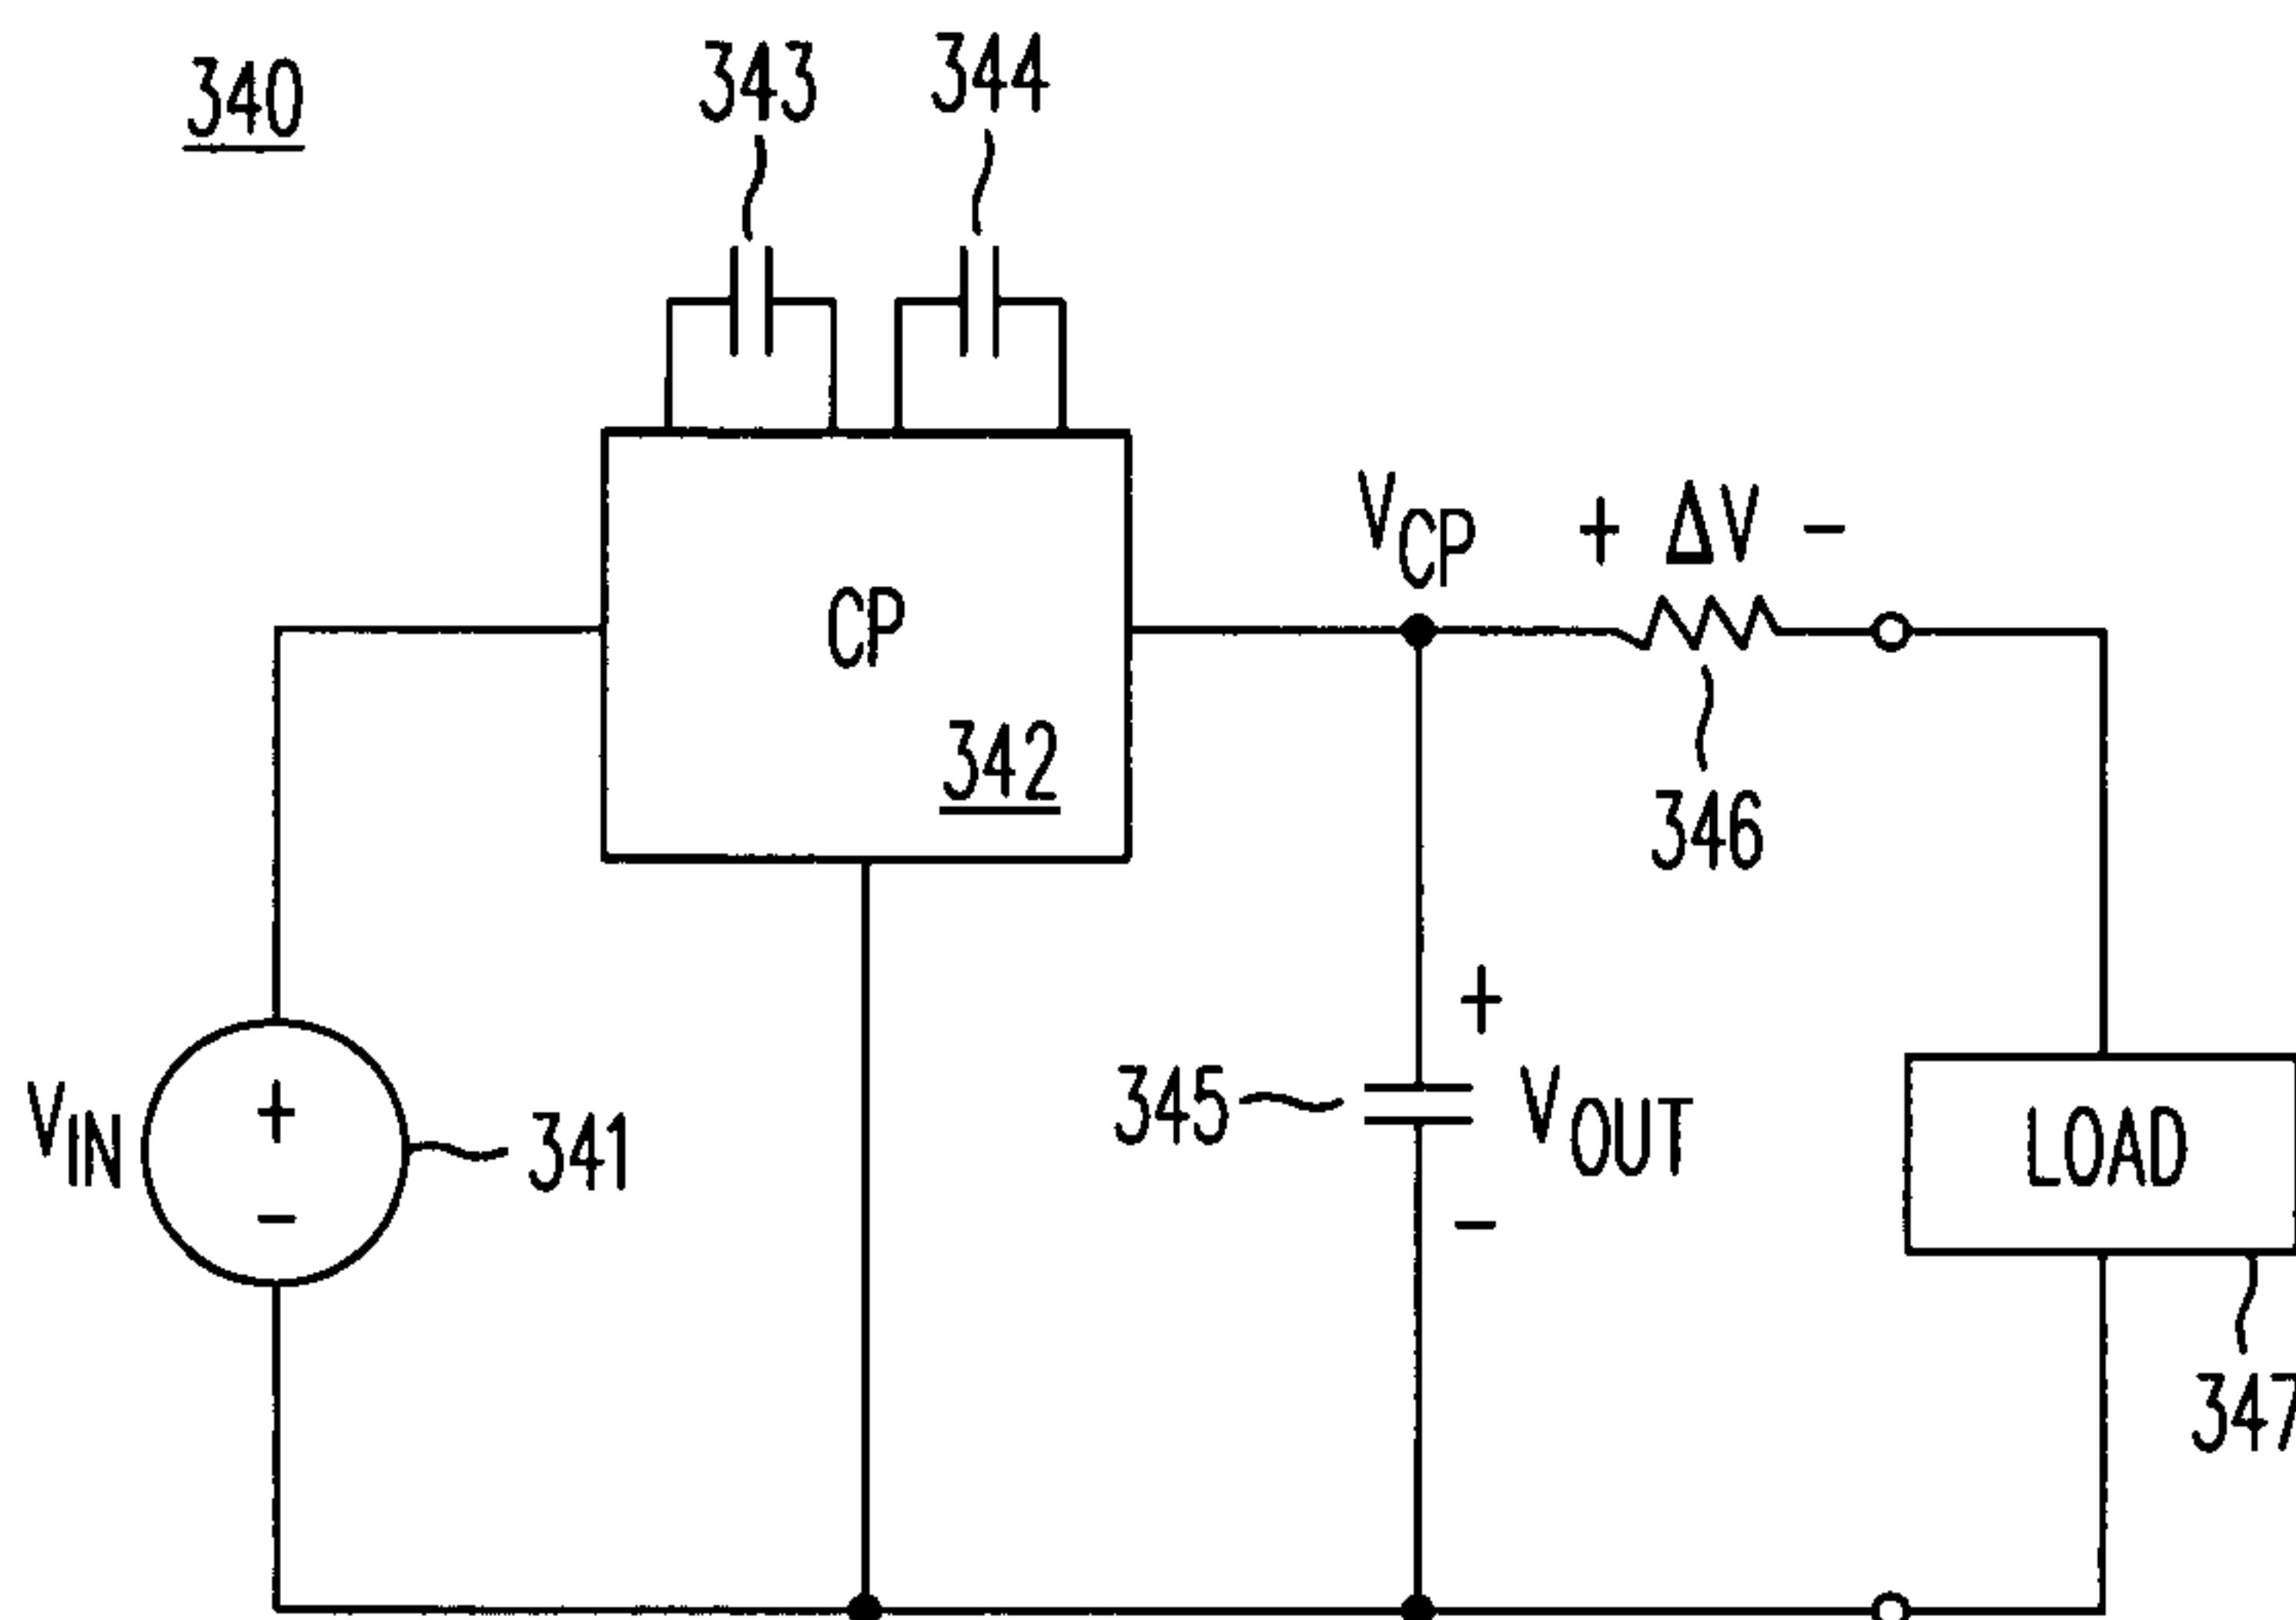 340
343
344
V_CP
+ ΔV -
CP
342
346
+
345
V_OUT
-
V_IN
+
-
341
LOAD
347